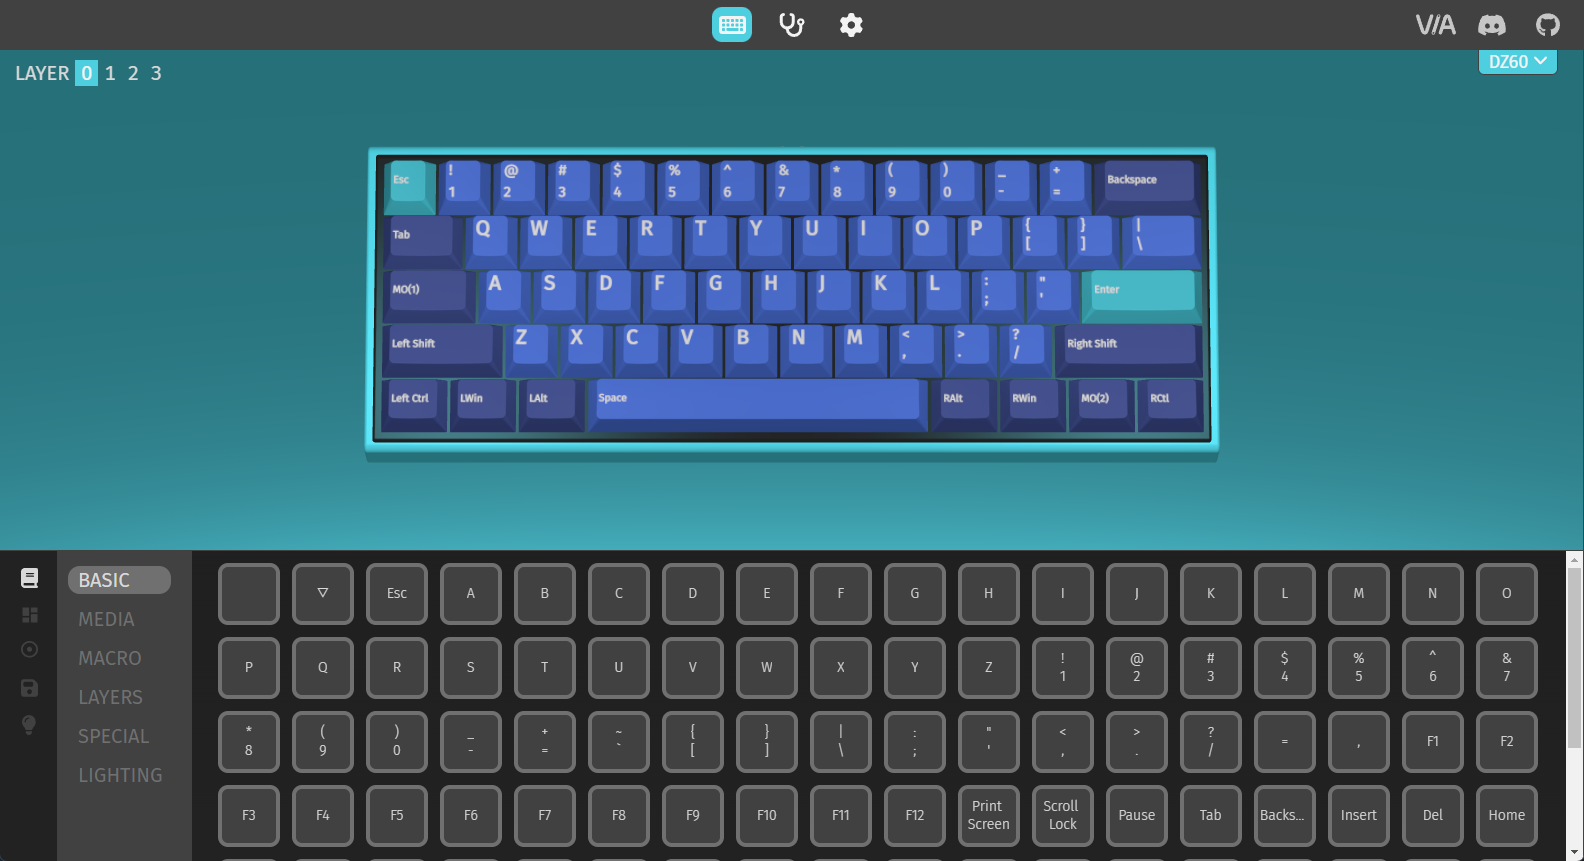 VIA
LAYER 0 1 2 3
DZ60
Esc ! 1 @ 2 # 3 $ 4 % 5 ^ 6 & 7 * 8 ( 9 ) 0 _ - + = Backspace
Tab Q W E R T Y U I O P { [ } ] | \
MO(1) A S D F G H J K L : ; " ' Enter
Left Shift Z X C V B N M < , > . ? / Right Shift
Left Ctrl LWin LAlt Space RAlt RWin MO(2) RCtl
BASIC
MEDIA
MACRO
LAYERS
SPECIAL
LIGHTING
▽ Esc A B C D E F G H I J K L M N O
P Q R S T U V W X Y Z ! 1 @ 2 # 3 $ 4 % 5 ^ 6 & 7
* 8 ( 9 ) 0 _ - + = ~ ` { [ } ] | \ : ; " ' < , > . ? / = , F1 F2
F3 F4 F5 F6 F7 F8 F9 F10 F11 F12 Print Screen Scroll Lock Pause Tab Backs... Insert Del Home